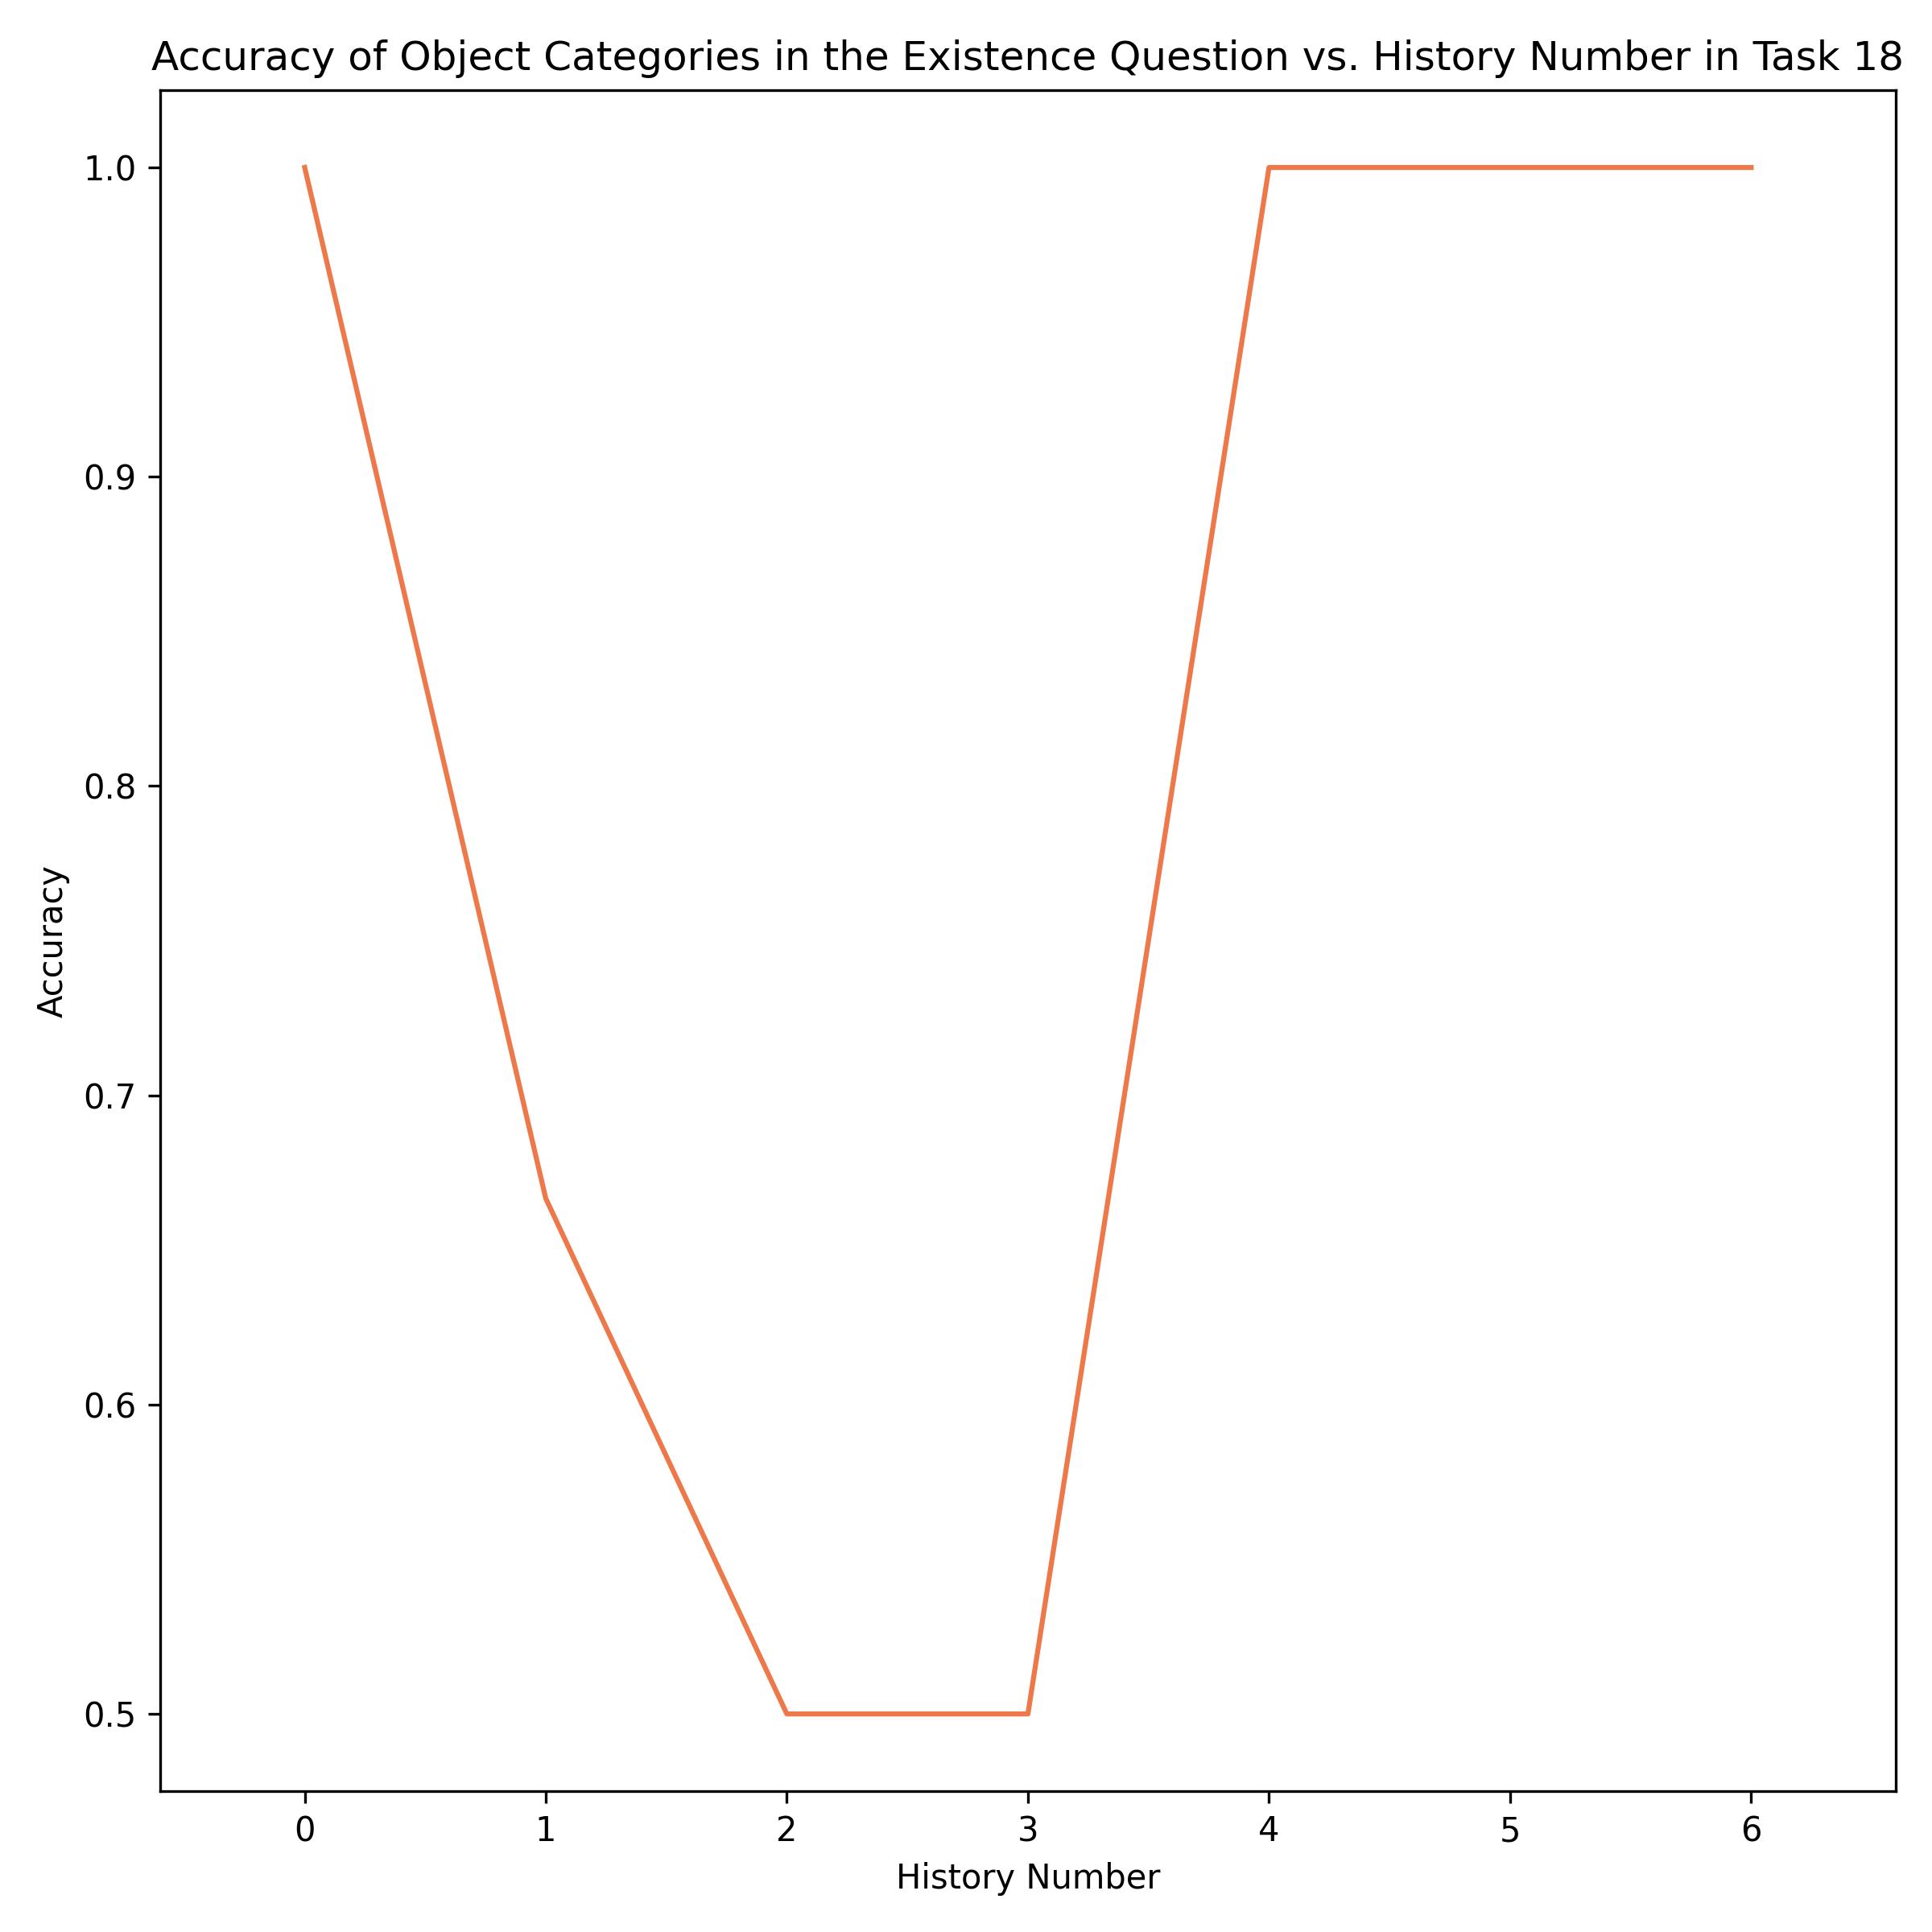 Accuracy of Object Categories in the Existence Question vs. History Number in Task 18
1.0
0.9
0.8
0.7
0.6
0.5
Accuracy
0 1 2 3 4 5 6
History Number